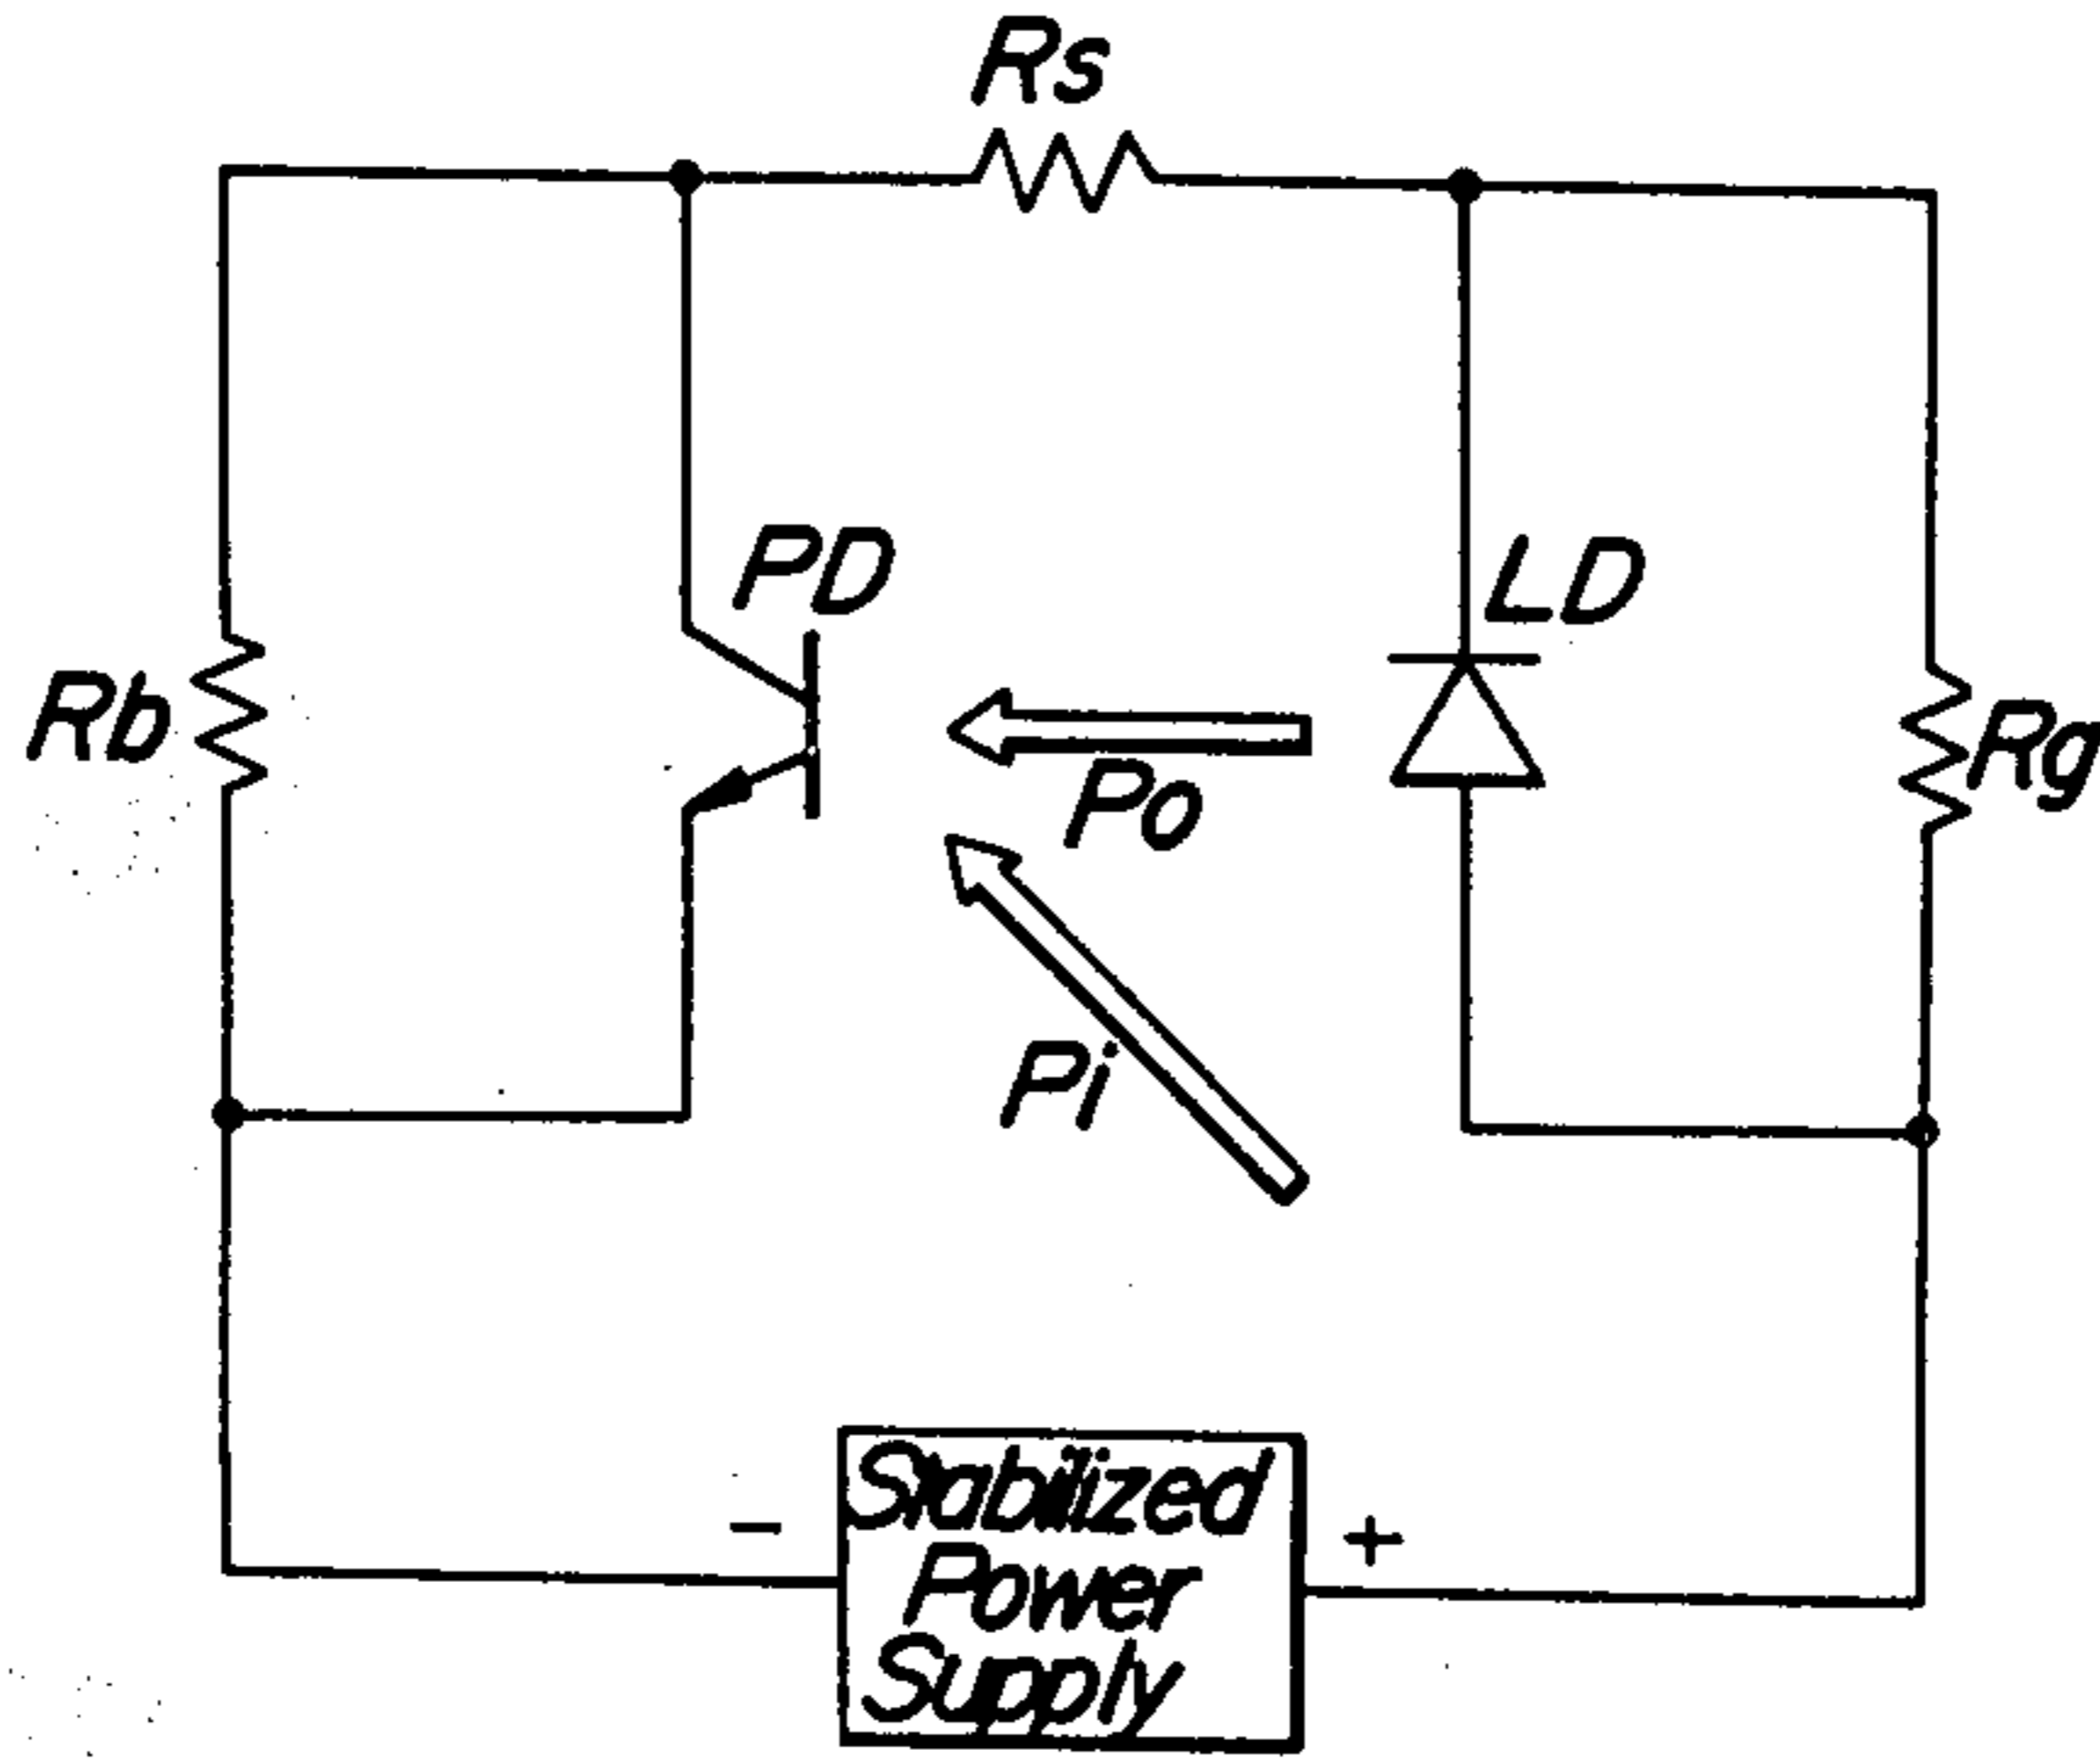 Rs
PD
LD
Rb
Rg
Po
Pi
-
+
Stabilized
Power
Supply